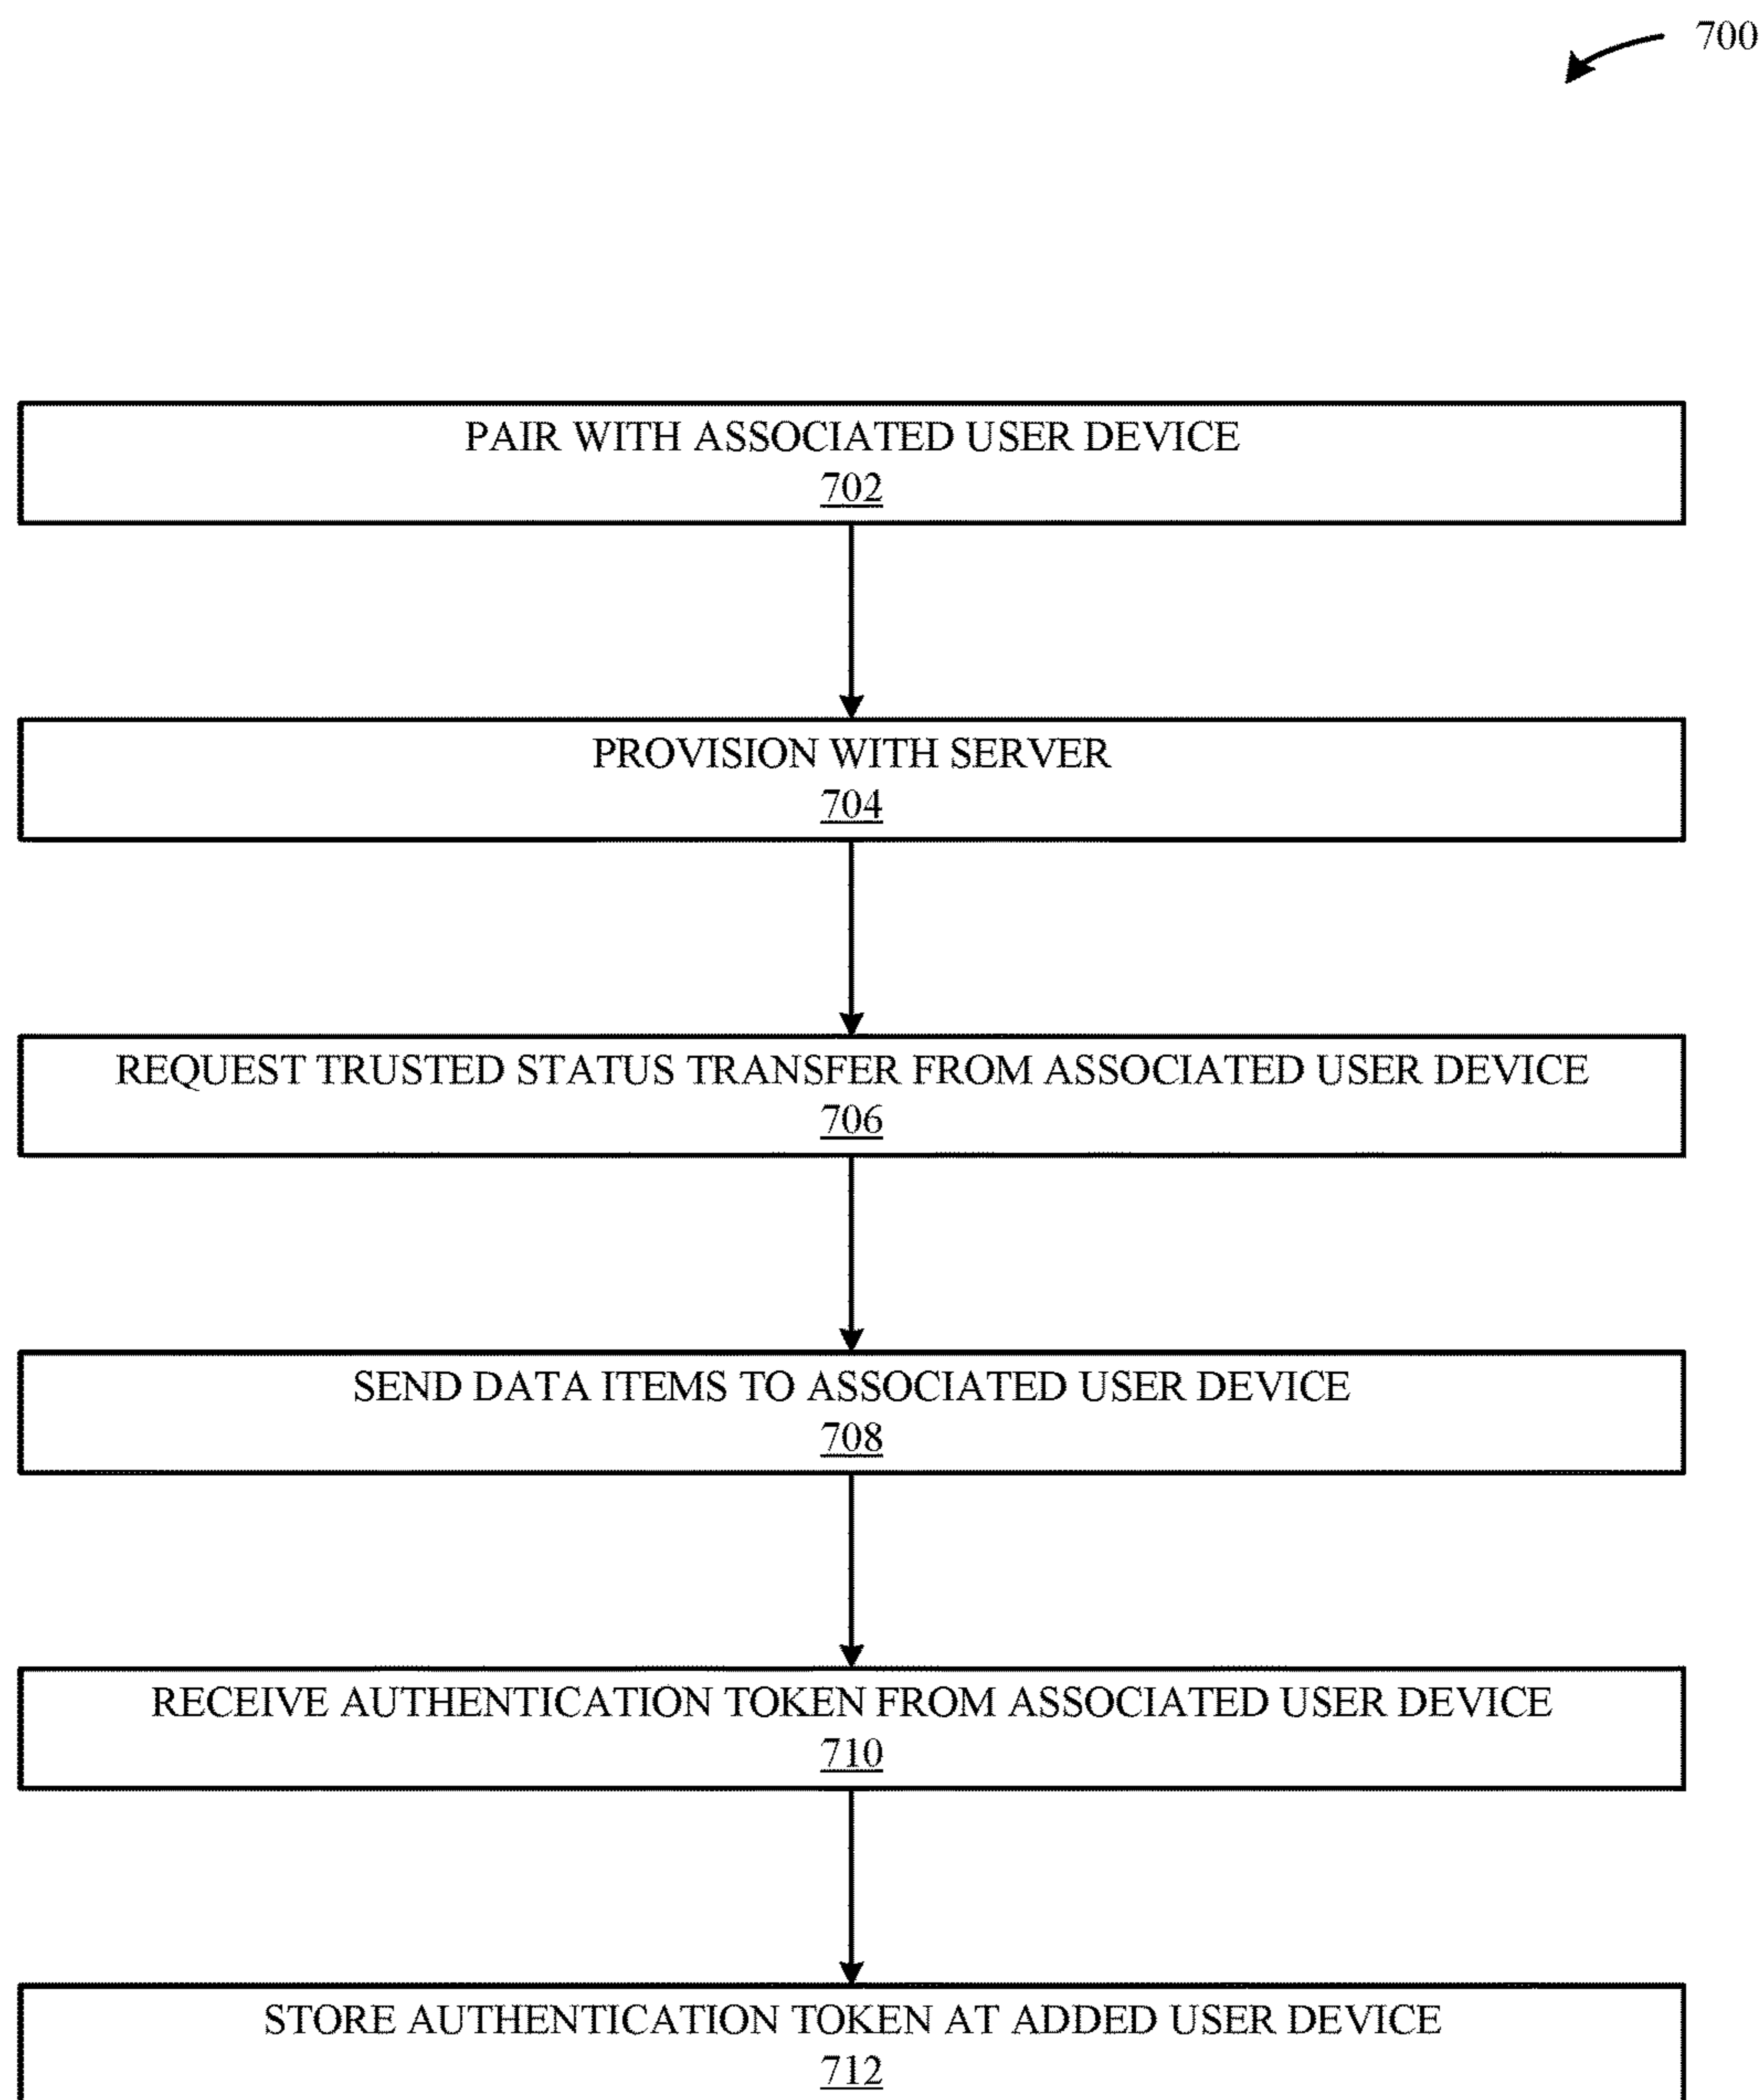 700
PAIR WITH ASSOCIATED USER DEVICE
702
PROVISION WITH SERVER
704
REQUEST TRUSTED STATUS TRANSFER FROM ASSOCIATED USER DEVICE
706
SEND DATA ITEMS TO ASSOCIATED USER DEVICE
708
RECEIVE AUTHENTICATION TOKEN FROM ASSOCIATED USER DEVICE
710
STORE AUTHENTICATION TOKEN AT ADDED USER DEVICE
712